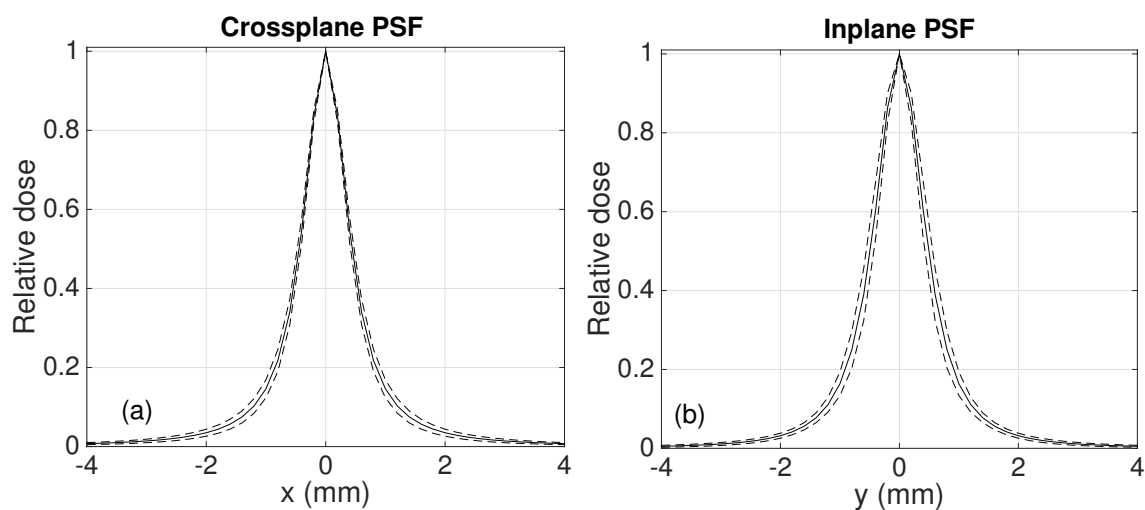 Crossplane PSF
1
0.8
0.6
0.4
0.2
0
Relative dose
(a)
-4 -2 0 2 4
x (mm)
Inplane PSF
1
0.8
0.6
0.4
0.2
0
Relative dose
(b)
-4 -2 0 2 4
y (mm)